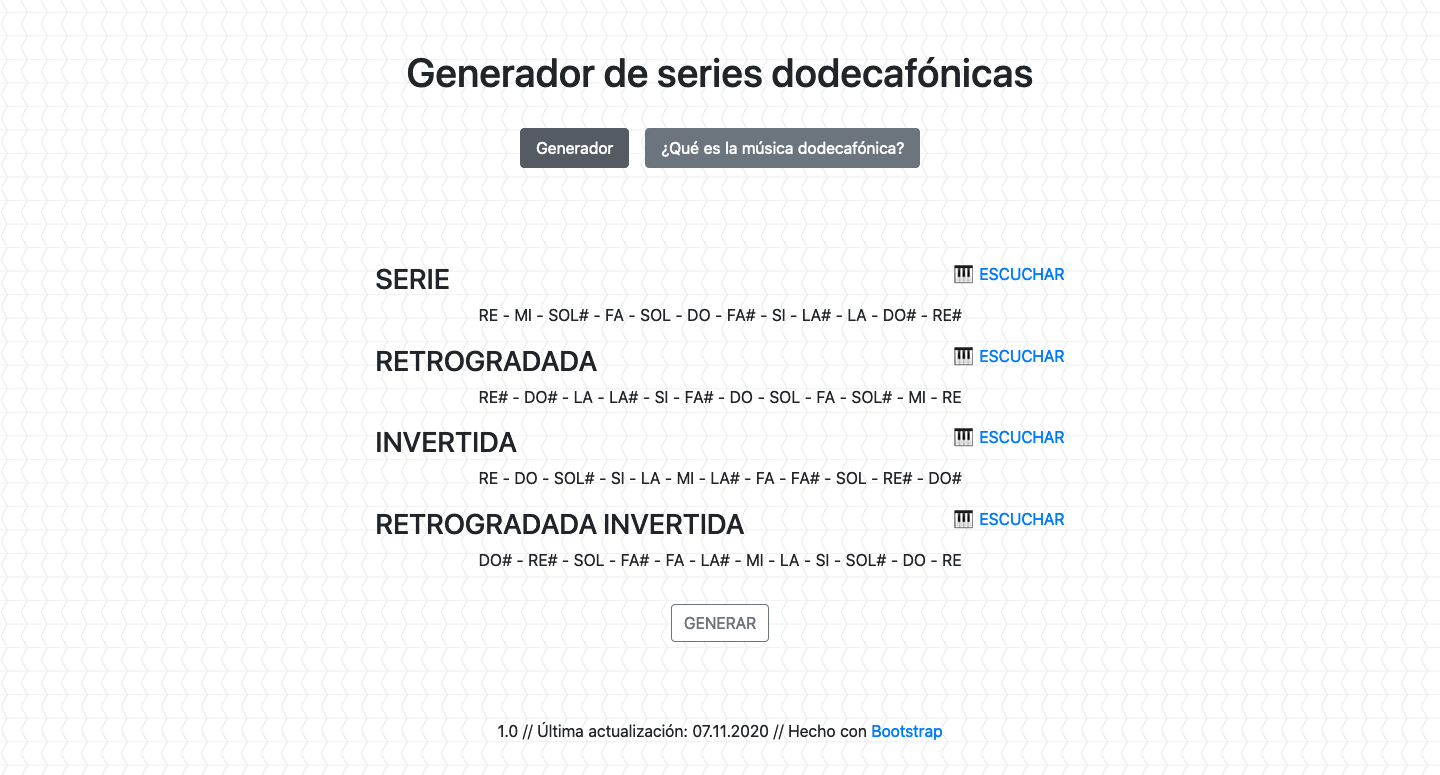 Generador de series dodecafónicas
Generador
¿Qué es la música dodecafónica?
SERIE
ESCUCHAR
RE - MI - SOL# - FA - SOL - DO - FA# - SI - LA# - LA - DO# - RE#
RETROGRADADA
ESCUCHAR
RE# - DO# - LA - LA# - SI - FA# - DO - SOL - FA - SOL# - MI - RE
INVERTIDA
ESCUCHAR
RE - DO - SOL# - SI - LA - MI - LA# - FA - FA# - SOL - RE# - DO#
RETROGRADADA INVERTIDA
ESCUCHAR
DO# - RE# - SOL - FA# - FA - LA# - MI - LA - SI - SOL# - DO - RE
GENERAR
1.0 // Última actualización: 07.11.2020 // Hecho con Bootstrap